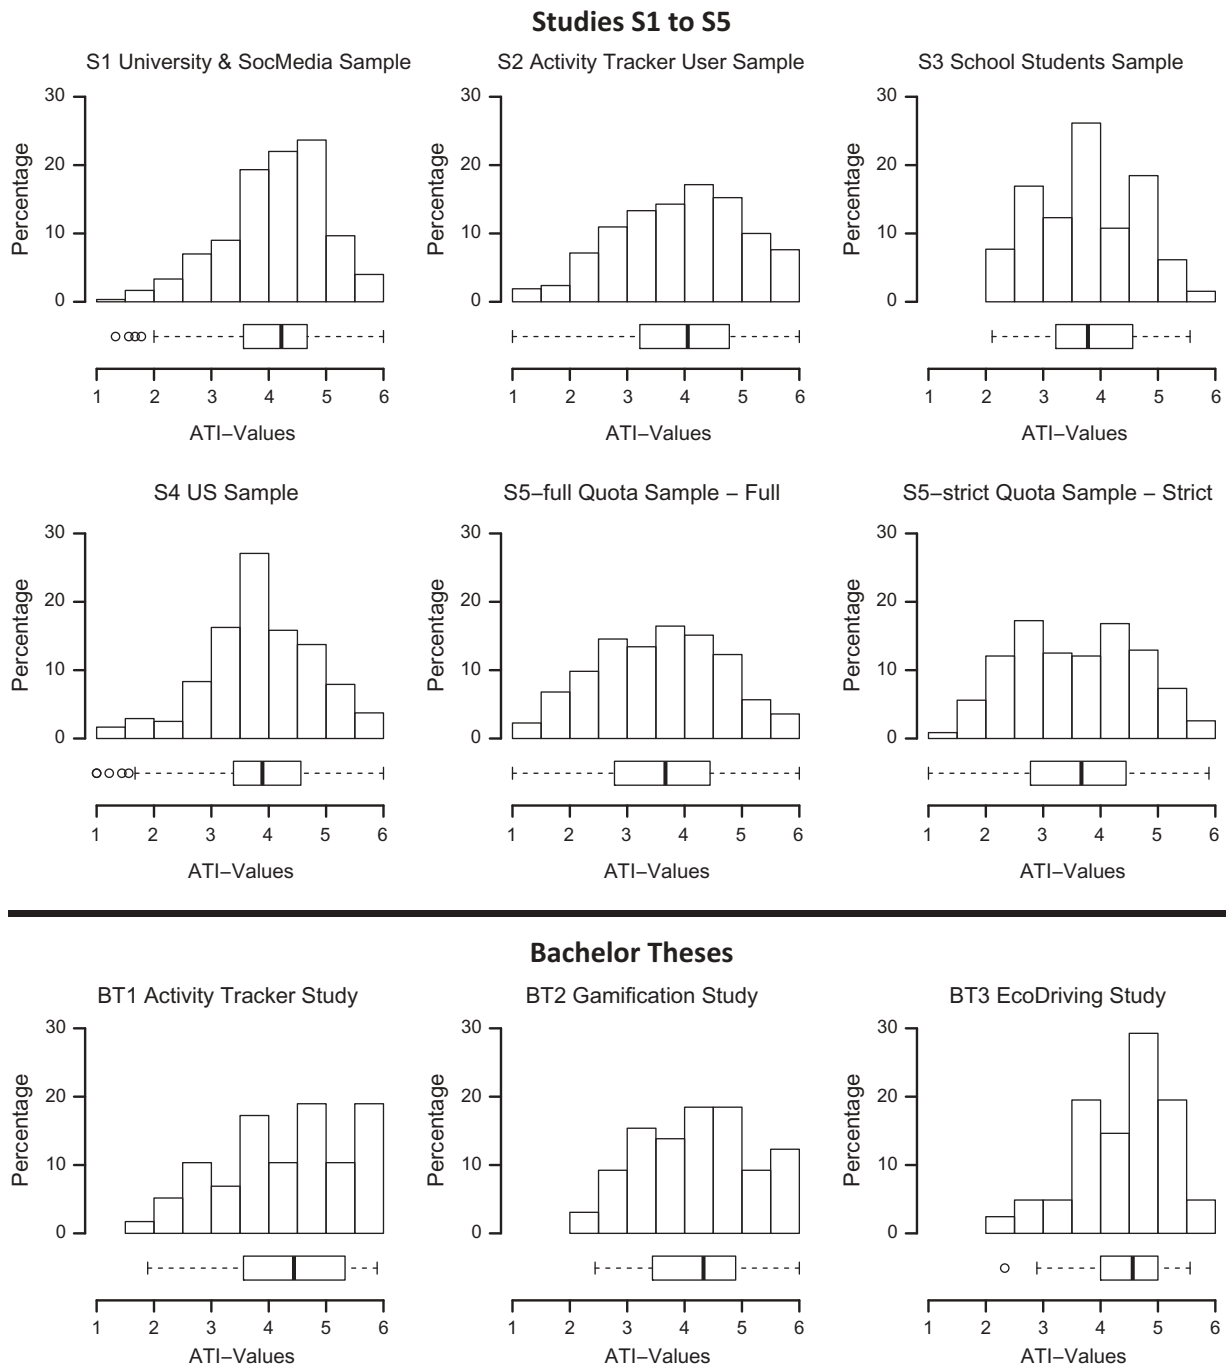 Studies S1 to S5
S1 University & SocMedia Sample
30
20
10
0
Percentage
1 2 3 4 5 6
ATI−Values
S2 Activity Tracker User Sample
30
20
10
0
Percentage
1 2 3 4 5 6
ATI−Values
S3 School Students Sample
30
20
10
0
Percentage
1 2 3 4 5 6
ATI−Values
S4 US Sample
30
20
10
0
Percentage
1 2 3 4 5 6
ATI−Values
S5−full Quota Sample − Full
30
20
10
0
Percentage
1 2 3 4 5 6
ATI−Values
S5−strict Quota Sample − Strict
30
20
10
0
Percentage
1 2 3 4 5 6
ATI−Values
Bachelor Theses
BT1 Activity Tracker Study
30
20
10
0
Percentage
1 2 3 4 5 6
ATI−Values
BT2 Gamification Study
30
20
10
0
Percentage
1 2 3 4 5 6
ATI−Values
BT3 EcoDriving Study
30
20
10
0
Percentage
1 2 3 4 5 6
ATI−Values